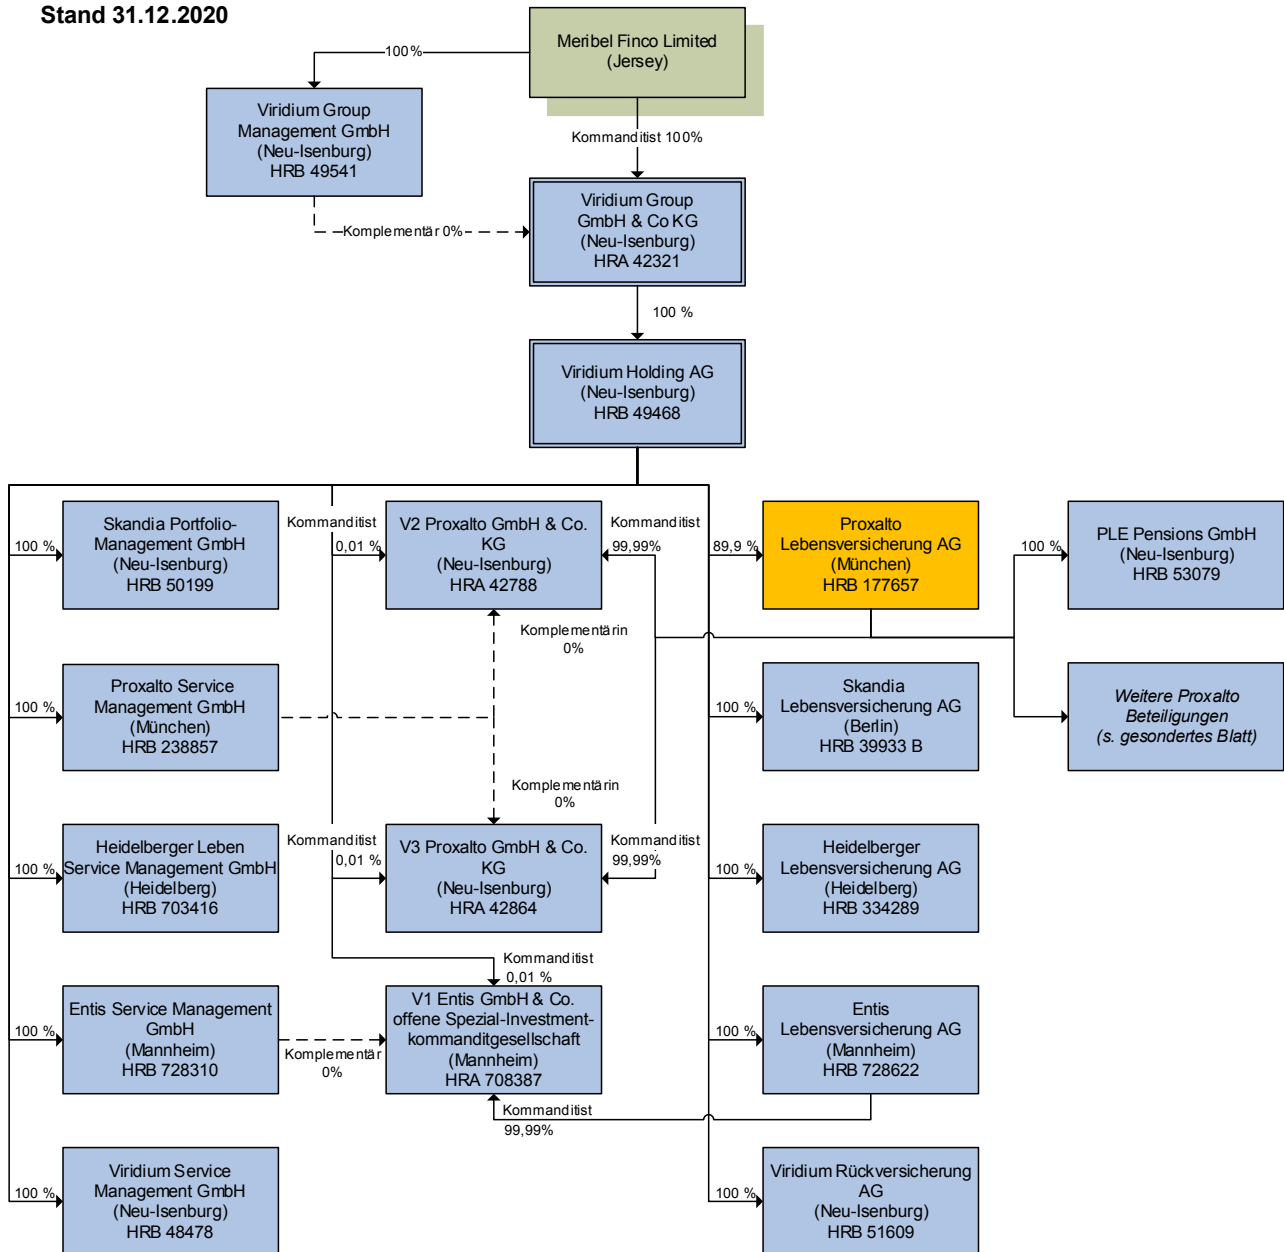 Stand 31.12.2020
Meribel Finco Limited
(Jersey)
100 %
Viridium Group
Management GmbH
(Neu-Isenburg)
HRB 49541
Kommanditist 100%
Komplementär 0%
Viridium Group
GmbH & Co KG
(Neu-Isenburg)
HRA 42321
100 %
Viridium Holding AG
(Neu-Isenburg)
HRB 49468
100 %
Skandia Portfolio-
Management GmbH
(Neu-Isenburg)
HRB 50199
Kommanditist
0,01 %
V2 Proxalto GmbH & Co.
KG
(Neu-Isenburg)
HRA 42788
Kommanditist
99,99%
89,9 %
Proxalto
Lebensversicherung AG
(München)
HRB 177657
100 %
PLE Pensions GmbH
(Neu-Isenburg)
HRB 53079
Komplementärin
0%
100 %
Proxalto Service
Management GmbH
(München)
HRB 238857
100 %
Skandia
Lebensversicherung AG
(Berlin)
HRB 39933 B
Weitere Proxalto
Beteiligungen
(s. gesondertes Blatt)
Komplementärin
0%
100 %
Heidelberger Leben
Service Management GmbH
(Heidelberg)
HRB 703416
Kommanditist
0,01 %
V3 Proxalto GmbH & Co.
KG
(Neu-Isenburg)
HRA 42864
Kommanditist
99,99%
100 %
Heidelberger
Lebensversicherung AG
(Heidelberg)
HRB 334289
Kommanditist
0,01 %
100 %
Entis Service Management
GmbH
(Mannheim)
HRB 728310
Komplementär
0%
V1 Entis GmbH & Co.
offene Spezial-Investment-
kommanditgesellschaft
(Mannheim)
HRA 708387
100 %
Entis
Lebensversicherung AG
(Mannheim)
HRB 728622
Kommanditist
99,99%
100 %
Viridium Service
Management GmbH
(Neu-Isenburg)
HRB 48478
100 %
Viridium Rückversicherung
AG
(Neu-Isenburg)
HRB 51609